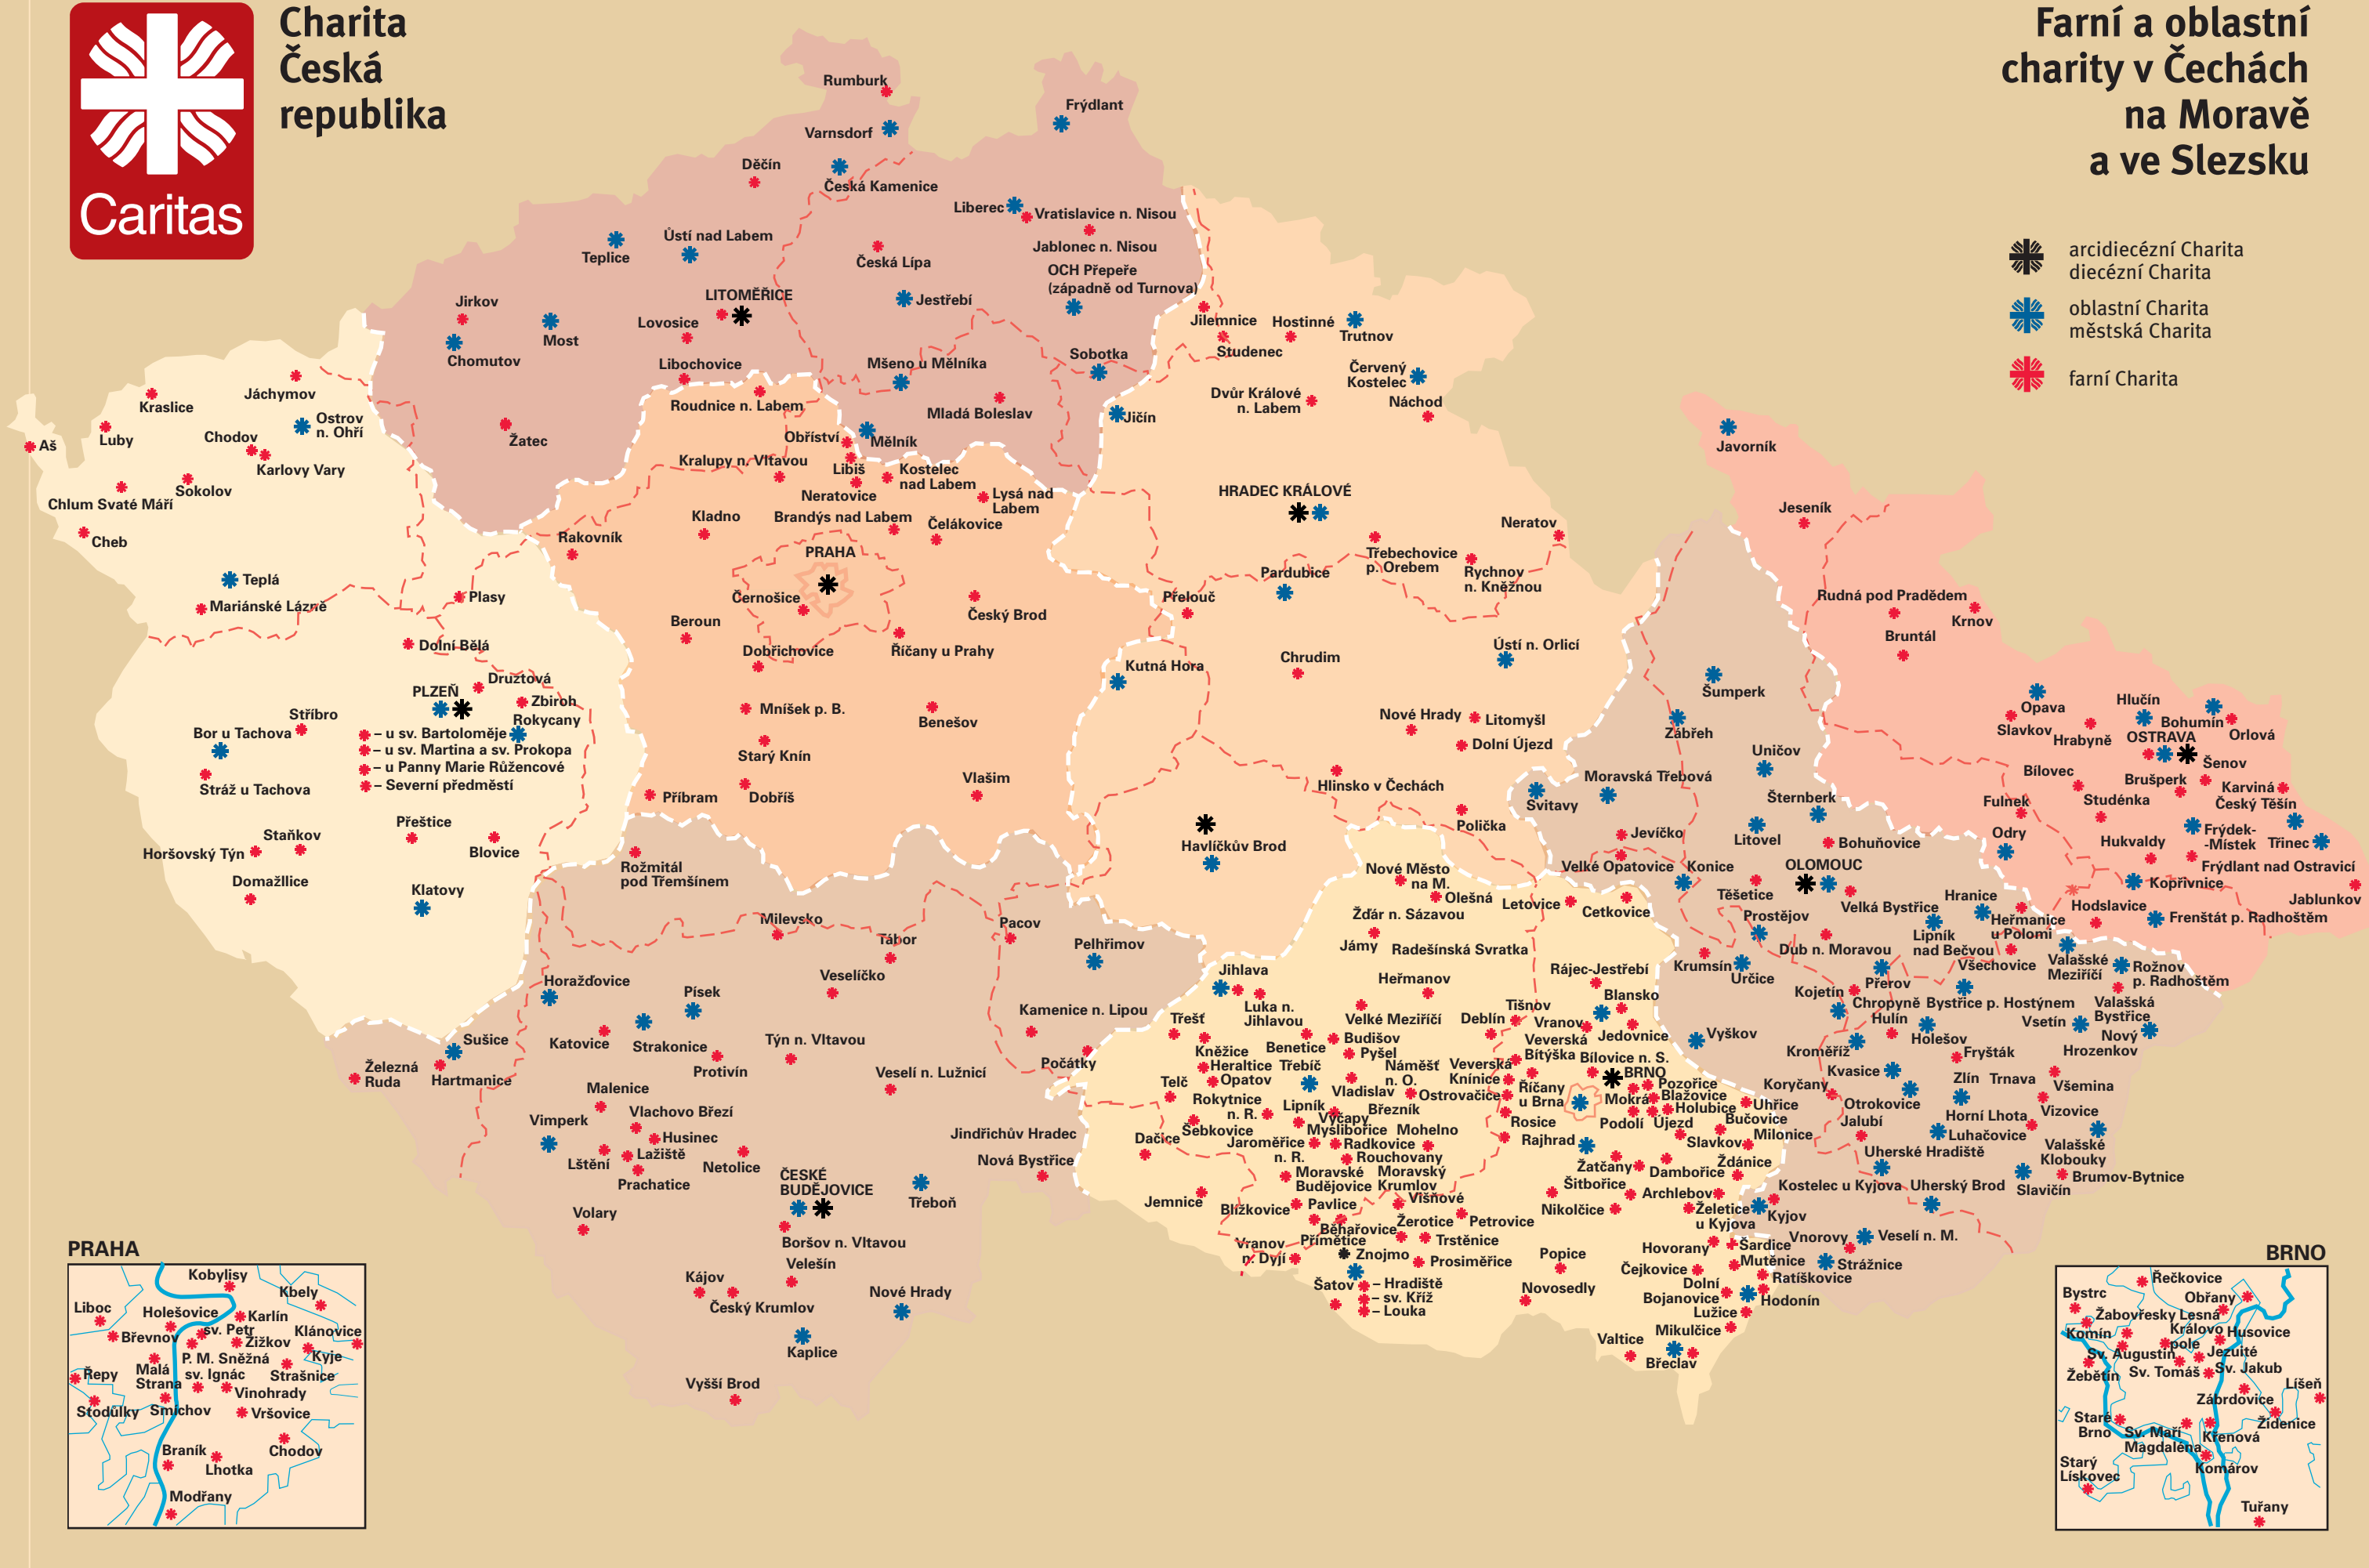 Charita
Česká
republika
Caritas
Farní a oblastní
charity v Čechách
na Moravě
a ve Slezsku
arcidiecézní Charita
diecézní Charita
oblastní Charita
městská Charita
farní Charita
Rumburk
Varnsdorf
Frýdlant
Děčín
Česká Kamenice
Liberec
Vratislavice n. Nisou
Jablonec n. Nisou
Teplice
Ůstí nad Labem
Česká Lípa
OCH Přepeře
(západně od Turnova)
Jirkov
LITOMĚŘICE
Jestřebí
Most
Lovosice
Chomutov
Libochovice
Mšeno u Mělníka
Sobotka
Jilemnice
Hostinné
Trutnov
Studenec
Červený
Kostelec
Dvůr Králové
n. Labem
Náchod
Jičín
Roudnice n. Labem
Mladá Boleslav
Žatec
Obříství
Mělník
Kralupy n. Vltavou
Libiš
Kostelec
nad Labem
Neratovice
Lysá nad
Labem
Jáchymov
Kraslice
Ostrov
n. Ohří
Luby
Chodov
Aš
Karlovy Vary
Sokolov
Chlum Svaté Máří
Cheb
Teplá
Mariánské Lázně
Plasy
Kladno
Brandýs nad Labem
Čelákovice
Rakovník
PRAHA
Černošice
Český Brod
Beroun
Dobřichovice
Říčany u Prahy
Mníšek p. B.
Benešov
Starý Knín
Vlašim
Příbram
Dobříš
HRADEC KRÁLOVÉ
Neratov
Třebechovice
p. Orebem
Rychnov
n. Kněžnou
Pardubice
Přelouč
Kutná Hora
Chrudim
Ústí n. Orlicí
Nové Hrady
Litomyšl
Dolní Újezd
Hlinsko v Čechách
Polička
Havlíčkův Brod
Dolní Bělá
Druztová
PLZEŇ
Zbiroh
Rokycany
Stříbro
Bor u Tachova
– u sv. Bartoloměje
– u sv. Martina a sv. Prokopa
– u Panny Marie Růžencové
– Severní předměstí
Stráž u Tachova
Přeštice
Staňkov
Horšovský Týn
Blovice
Domažllice
Klatovy
Javorník
Jeseník
Rudná pod Pradědem
Krnov
Bruntál
Šumperk
Zábřeh
Uničov
Moravská Třebová
Svitavy
Šternberk
Litovel
Jevíčko
Bohuňovice
Velké Opatovice
Konice
OLOMOUC
Těšetice
Velká Bystřice
Prostějov
Dub n. Moravou
Krumsín
Určice
Opava
Hlučín
Slavkov
Bohumín
Hrabyně
OSTRAVA
Orlová
Bílovec
Šenov
Brušperk
Karviná
Studénka
Český Těšín
Fulnek
Odry
Frýdek-
-Místek
Třinec
Hukvaldy
Frýdlant nad Ostravicí
Kopřivnice
Jablunkov
Hodslavice
Frenštát p. Radhoštěm
Hranice
Heřmanice
u Polomi
Lipník
nad Bečvou
Všechovice
Valašské
Meziříčí
Rožnov
p. Radhoštěm
Přerov
Kojetín
Chropyně
Bystřice p. Hostýnem
Valašská
Bystřice
Hulín
Holešov
Vsetín
Nový
Hrozenkov
Vyškov
Kroměříž
Fryšták
Kvasice
Zlín
Trnava
Všemina
Koryčany
Otrokovice
Vizovice
Horní Lhota
Jalubí
Luhačovice
Valašské
Klobouky
Uherské Hradiště
Brumov-Bytnice
Slavičín
Kostelec u Kyjova
Uherský Brod
Kyjov
Veselí n. M.
Vnorovy
Strážnice
Rožmitál
pod Třemšínem
Milevsko
Pacov
Tábor
Pelhřimov
Veselíčko
Horažďovice
Písek
Kamenice n. Lipou
Katovice
Strakonice
Týn n. Vltavou
Počátky
Sušice
Protivín
Železná
Ruda
Hartmanice
Veselí n. Lužnicí
Malenice
Vlachovo Březí
Vimperk
Husinec
Lažiště
Lštění
Netolice
Prachatice
Jindřichův Hradec
Nová Bystřice
ČESKÉ
BUDĚJOVICE
Třeboň
Volary
Boršov n. Vltavou
Velešín
Kájov
Český Krumlov
Nové Hrady
Kaplice
Vyšší Brod
Nové Město
na M.
Olešná
Letovice
Cetkovice
Žďár n. Sázavou
Jámy
Radešínská Svratka
Jihlava
Heřmanov
Rájec-Jestřebí
Luka n.
Jihlavou
Blansko
Třešť
Velké Meziříčí
Deblín
Tišnov
Vranov
Jedovnice
Kněžice
Benetice
Budišov
Veverská
Bítýška
Pyšel
Bílovice n. S.
Heraltice
Třebíč
Náměšť
n. O.
Veverská
Knínice
BRNO
Telč
Opatov
Vladislav
Ostrovačice
Říčany
u Brna
Pozořice
Mokrá
Blažovice
Rokytnice
n. R.
Lipník
Březník
Holubice
Uhřice
Šebkovice
Výčapy
Rosice
Podolí
Újezd
Bučovice
Myslibořice
Mohelno
Rajhrad
Slavkov
Milonice
Dačice
Jaroměřice
n. R.
Radkovice
Rouchovany
Žatčany
Dambořice
Ždánice
Moravské
Budějovice
Moravský
Krumlov
Šitbořice
Archlebov
Jemnice
Višňové
Blížkovice
Pavlice
Nikolčice
Želetice
u Kyjova
Běhařovice
Žerotice
Petrovice
Přímětice
Trstěnice
Hovorany
Šardice
Vranov
n. Dyjí
Znojmo
Prosiměřice
Popice
Čejkovice
Mutěnice
Ratíškovice
Šatov
– Hradiště
– sv. Kříž
– Louka
Novosedly
Dolní
Bojanovice
Hodonín
Lužice
Mikulčice
Valtice
Břeclav
PRAHA
Kobylisy
Kbely
Liboc
Holešovice
Karlín
sv. Petr
Klánovice
Břevnov
Žižkov
P. M. Sněžná
Kyje
Malá
Strana
sv. Ignác
Strašnice
Řepy
Vinohrady
Stodůlky
Smíchov
Vršovice
Braník
Chodov
Lhotka
Modřany
BRNO
Řečkovice
Bystrc
Obřany
Žabovřesky
Lesná
Komín
Královo
pole
Husovice
Sv. Augustin
Jezuité
Žebětín
Sv. Tomáš
Sv. Jakub
Líšeň
Zábrdovice
Staré
Brno
Židenice
Sv. Maří
Magdaléna
Křenová
Starý
Lískovec
Komárov
Tuřany